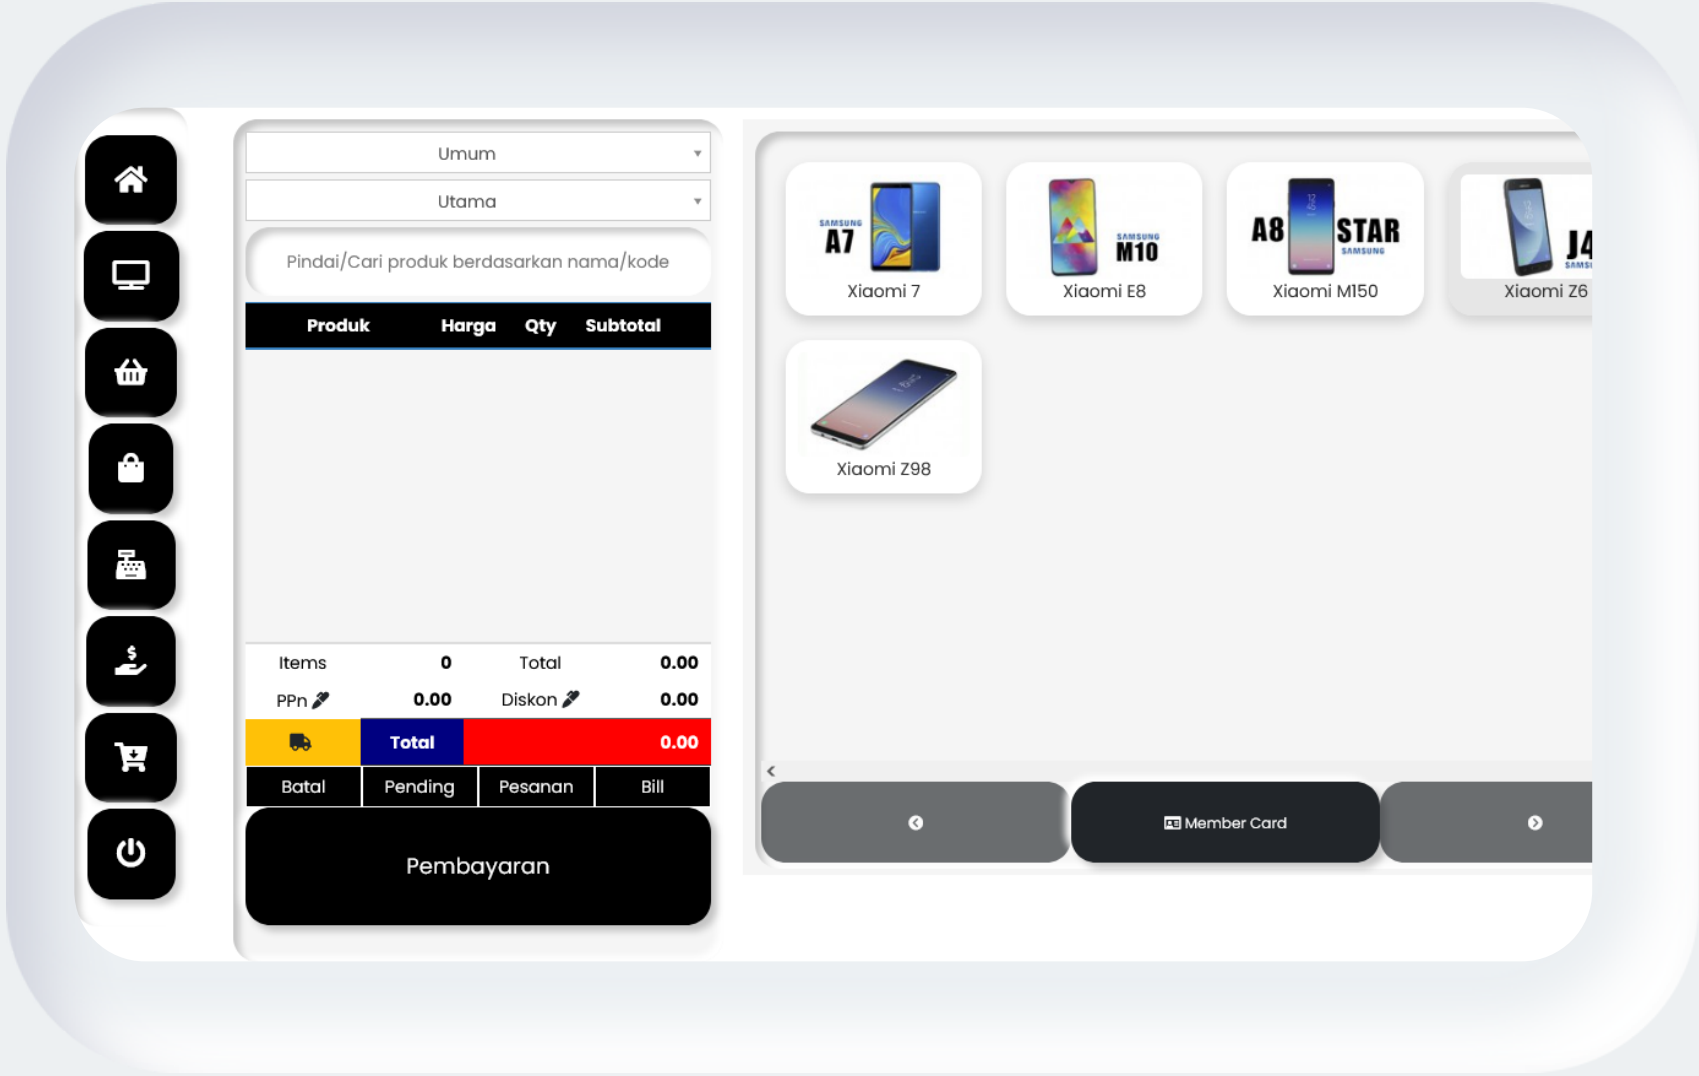 Umum
Utama
Pindai/Cari produk berdasarkan nama/kode
Produk Harga Qty Subtotal
Items 0 Total 0.00
PPn 0.00 Diskon 0.00
Total 0.00
Batal Pending Pesanan Bill
Pembayaran
SAMSUNG
A7
Xiaomi 7
SAMSUNG
M10
Xiaomi E8
A8 STAR
SAMSUNG
Xiaomi M150
J4
Xiaomi Z6
Xiaomi Z98
Member Card